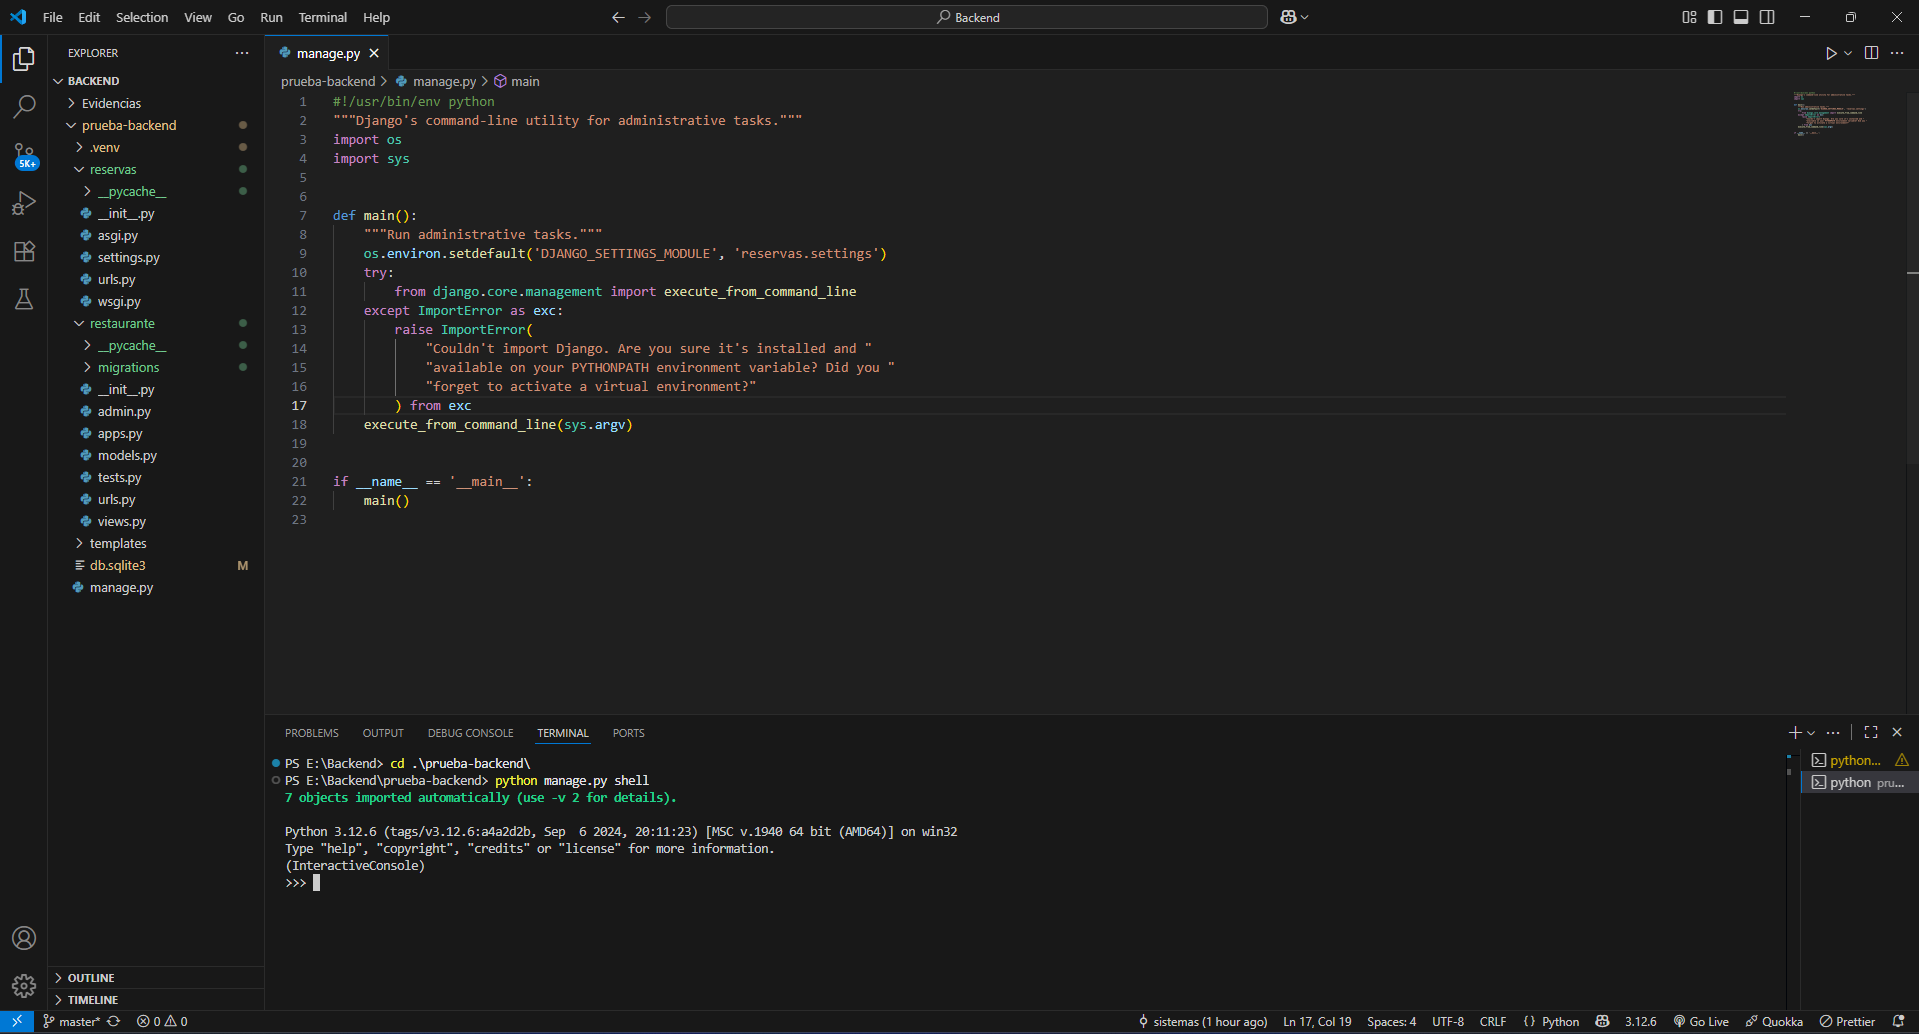 File Edit Selection View Go Run Terminal Help
Backend
EXPLORER
manage.py
BACKEND
Evidencias
prueba-backend
.venv
reservas
__pycache__
__init__.py
asgi.py
settings.py
urls.py
wsgi.py
restaurante
__pycache__
migrations
__init__.py
admin.py
apps.py
models.py
tests.py
urls.py
views.py
templates
db.sqlite3 M
manage.py
5K+
OUTLINE
TIMELINE
prueba-backend > manage.py > main
1 #!/usr/bin/env python
2 """Django's command-line utility for administrative tasks."""
3 import os
4 import sys
5
6
7 def main():
8 """Run administrative tasks."""
9 os.environ.setdefault('DJANGO_SETTINGS_MODULE', 'reservas.settings')
10 try:
11 from django.core.management import execute_from_command_line
12 except ImportError as exc:
13 raise ImportError(
14 "Couldn't import Django. Are you sure it's installed and "
15 "available on your PYTHONPATH environment variable? Did you "
16 "forget to activate a virtual environment?"
17 ) from exc
18 execute_from_command_line(sys.argv)
19
20
21 if __name__ == '__main__':
22 main()
23
PROBLEMS OUTPUT DEBUG CONSOLE TERMINAL PORTS
PS E:\Backend> cd .\prueba-backend\
PS E:\Backend\prueba-backend> python manage.py shell
7 objects imported automatically (use -v 2 for details).
Python 3.12.6 (tags/v3.12.6:a4a2d2b, Sep  6 2024, 20:11:23) [MSC v.1940 64 bit (AMD64)] on win32
Type "help", "copyright", "credits" or "license" for more information.
(InteractiveConsole)
>>>
python...
python pru...
master* 0 0 sistemas (1 hour ago) Ln 17, Col 19 Spaces: 4 UTF-8 CRLF {} Python 3.12.6 Go Live Quokka Prettier